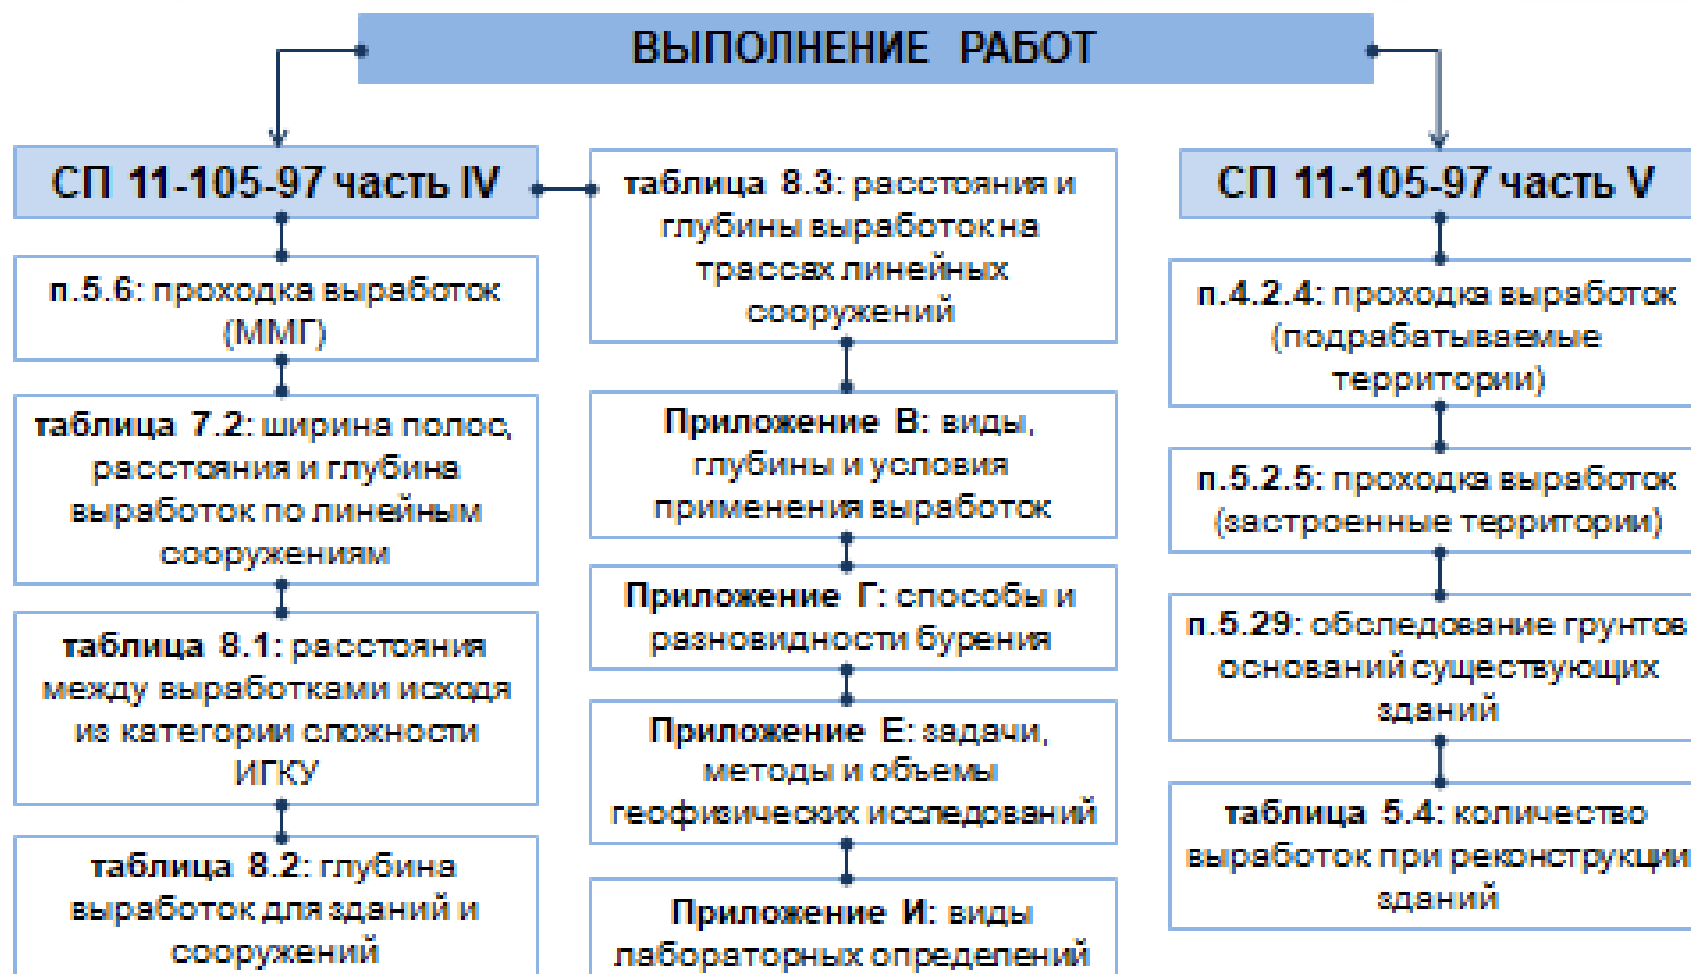 ВЫПОЛНЕНИЕ РАБОТ
СП 11-105-97 часть IV
п.5.6: проходка выработок
(ММГ)
таблица 7.2: ширина полос,
расстояния и глубина
выработок по линейным
сооружениям
таблица 8.1: расстояния
между выработками исходя
из категории сложности
ИГКУ
таблица 8.2: глубина
выработок для зданий и
сооружений
таблица 8.3: расстояния и
глубины выработок на
трассах линейных
сооружений
Приложение В: виды,
глубины и условия
применения выработок
Приложение Г: способы и
разновидности бурения
Приложение Е: задачи,
методы и объемы
геофизических исследований
Приложение И: виды
лабораторных определений
СП 11-105-97 часть V
п.4.2.4: проходка выработок
(подрабатываемые
территории)
п.5.2.5: проходка выработок
(застроенные территории)
п.5.29: обследование грунтов
оснований существующих
зданий
таблица 5.4: количество
выработок при реконструкции
зданий